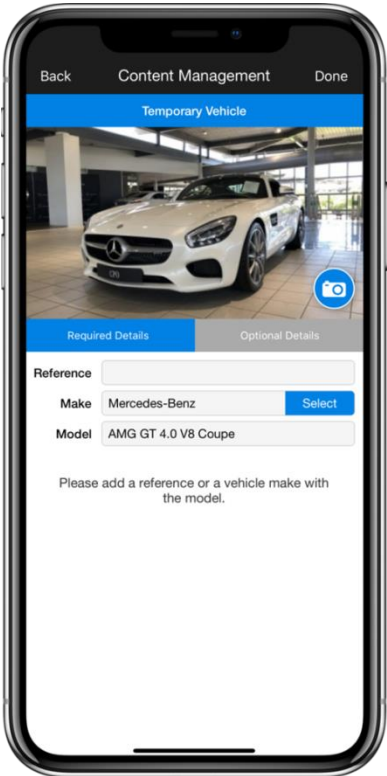 Back Content Management Done
Temporary Vehicle
Required Details Optional Details
Reference
Make Mercedes-Benz Select
Model AMG GT 4.0 V8 Coupe
Please add a reference or a vehicle make with
the model.